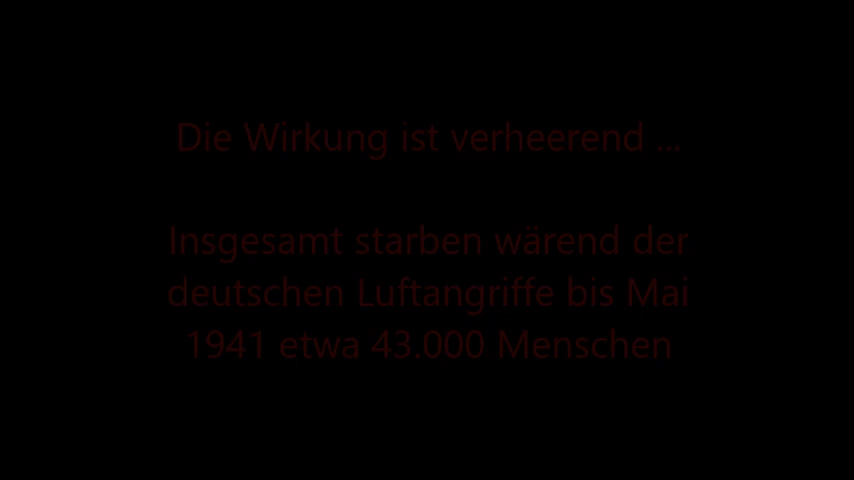 Die Wirkung ist verheerend ...
Insgesamt starben wärend der
deutschen Luftangriffe bis Mai
1941 etwa 43.000 Menschen